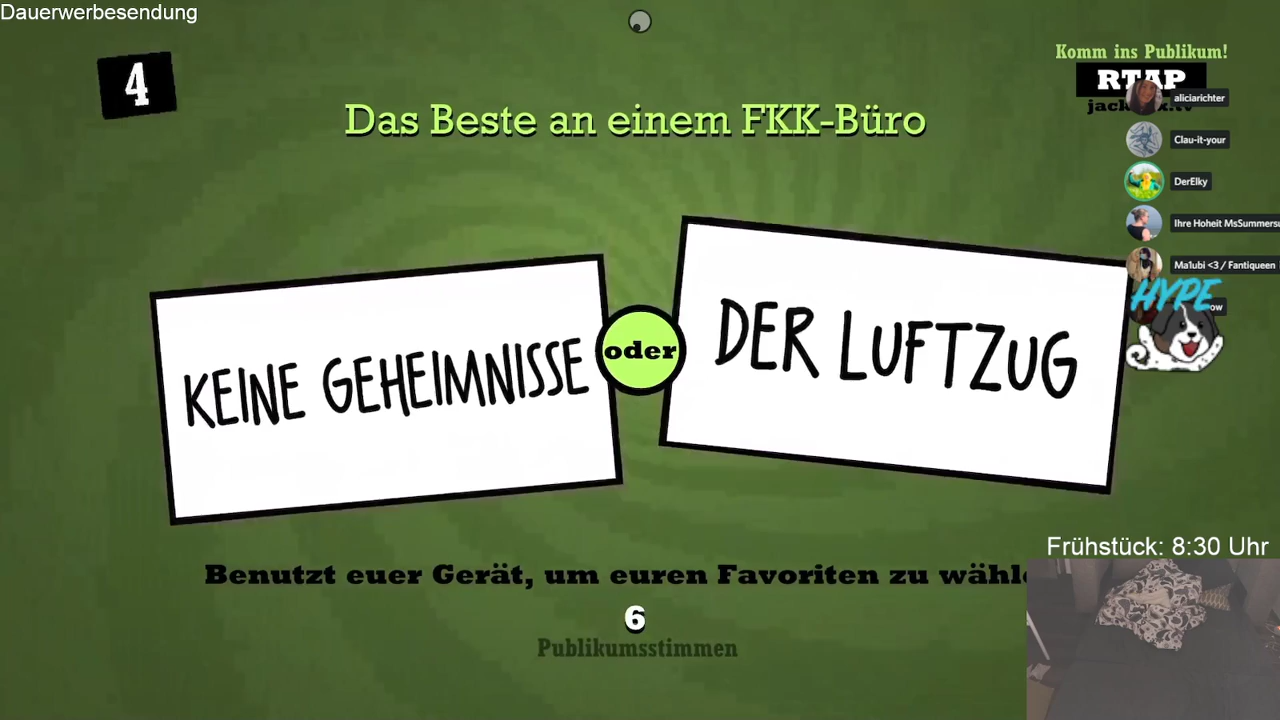 Dauerwerbesendung
4
Komm ins Publikum!
RTAP
aliciarichter
Das Beste an einem FKK-Büro
Clau-it-your
DerElky
Ihre Hoheit MsSummersu
Ma1ubi <3 / Fantiqueen
HYPE
KEINE GEHEIMNISSE
oder
DER LUFTZUG
Frühstück: 8:30 Uhr
Benutzt euer Gerät, um euren Favoriten zu wähle
6
Publikumsstimmen